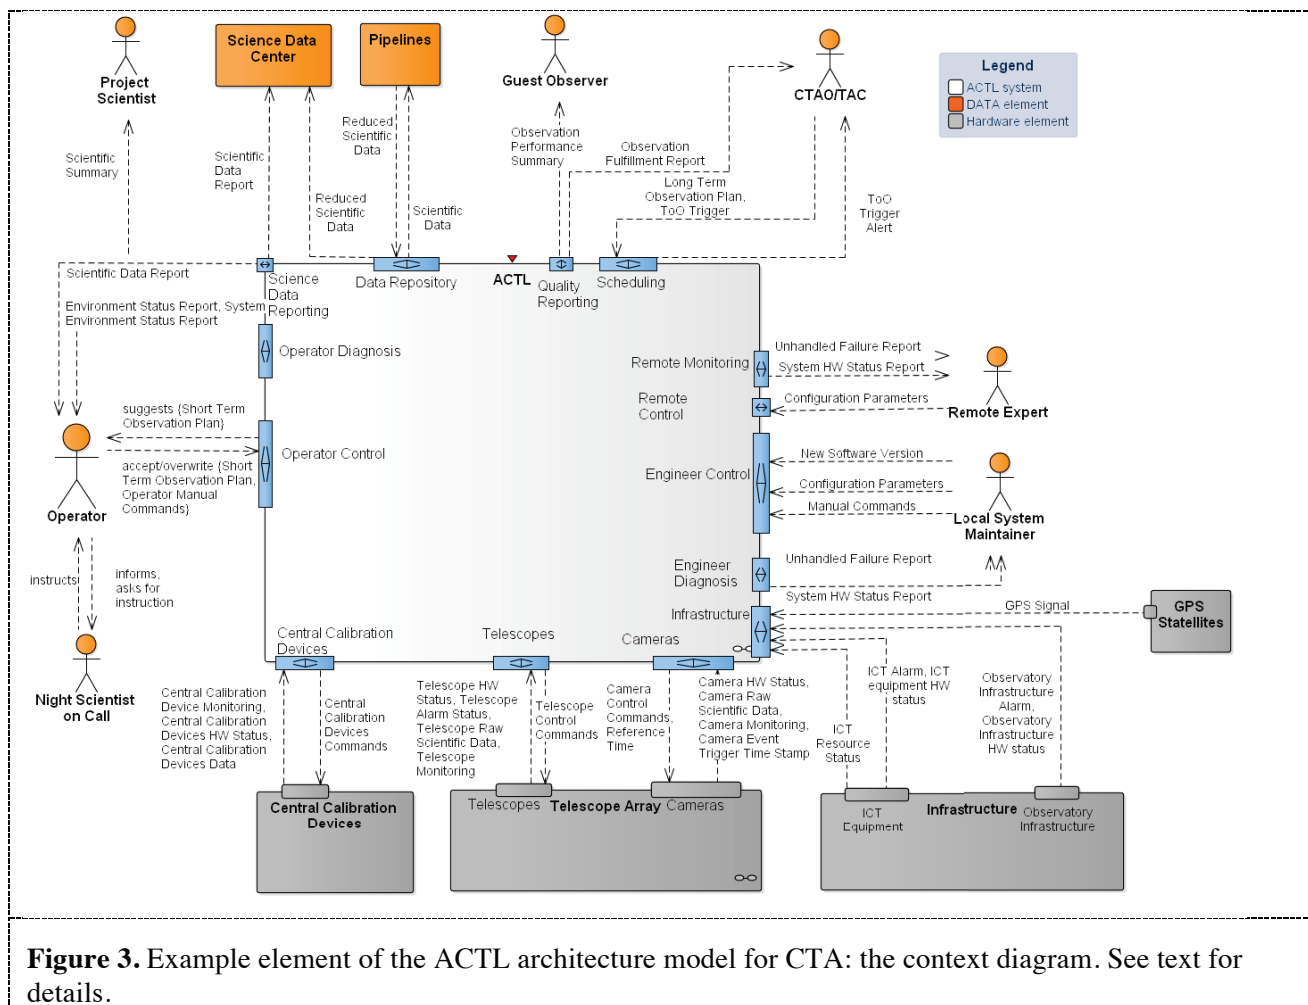 Project
Scientist
Science Data
Center
Pipelines
Guest Observer
CTAO/TAC
Legend
ACTL system
DATA element
Hardware element
Scientific
Summary
Scientific
Data
Report
Reduced
Scientific
Data
Reduced
Scientific
Data
Scientific
Data
Observation
Performance
Summary
Observation
Fulfillment Report
Long Term
Observation Plan,
ToO Trigger
ToO
Trigger
Alert
Scientific Data Report
Science
Data
Reporting
Data Repository
ACTL
Quality
Reporting
Scheduling
Environment Status Report, System
Environment Status Report
Operator Diagnosis
Remote Monitoring
Unhandled Failure Report
System HW Status Report
Remote
Control
Configuration Parameters
Remote Expert
suggests {Short Term
Observation Plan}
Operator Control
accept/overwrite {Short
Term Observation Plan,
Operator Manual
Commands}
Operator
Engineer Control
New Software Version
Configuration Parameters
Manual Commands
Local System
Maintainer
Engineer
Diagnosis
Unhandled Failure Report
System HW Status Report
instructs
informs,
asks for
instruction
Infrastructure
GPS Signal
GPS
Statellites
Night Scientist
on Call
Central Calibration
Devices
Telescopes
Cameras
Central Calibration
Device Monitoring,
Central Calibration
Devices HW Status,
Central Calibration
Devices Data
Central
Calibration
Devices
Commands
Telescope HW
Status, Telescope
Alarm Status,
Telescope Raw
Scientific Data,
Telescope
Monitoring
Telescope
Control
Commands
Camera
Control
Commands,
Reference
Time
Camera HW Status,
Camera Raw
Scientific Data,
Camera Monitoring,
Camera Event
Trigger Time Stamp
ICT
Resource
Status
ICT Alarm, ICT
equipment HW
status
Observatory
Infrastructure
Alarm,
Observatory
Infrastructure
HW status
Central Calibration
Devices
Telescopes
Telescope Array
Cameras
ICT
Equipment
Infrastructure
Observatory
Infrastructure
Figure 3. Example element of the ACTL architecture model for CTA: the context diagram. See text for
details.